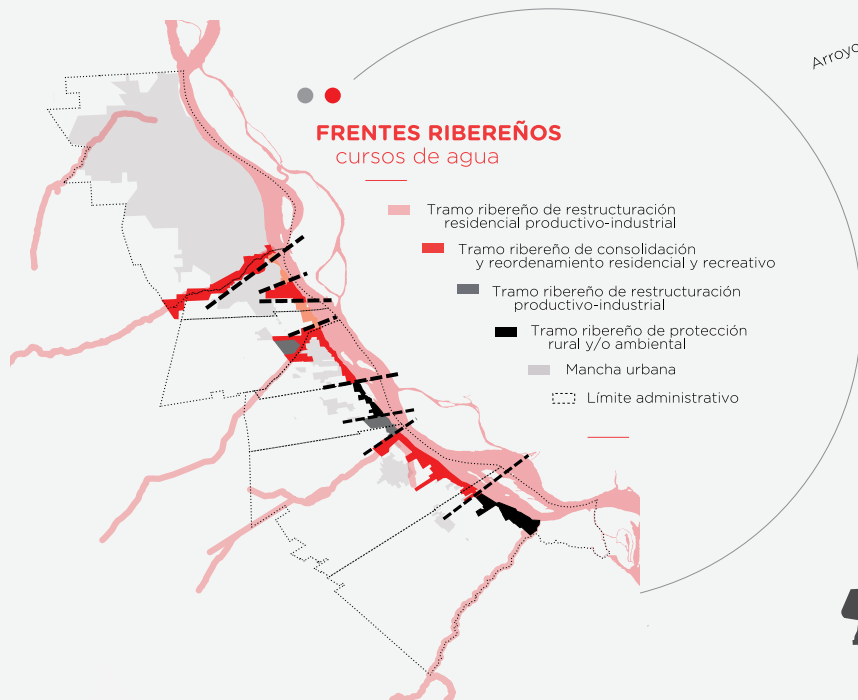 Arroyo
FRENTES RIBEREÑOS
cursos de agua
Tramo ribereño de restructuración
residencial productivo-industrial
Tramo ribereño de consolidación
y reordenamiento residencial y recreativo
Tramo ribereño de restructuración
productivo-industrial
Tramo ribereño de protección
rural y/o ambiental
Mancha urbana
Límite administrativo